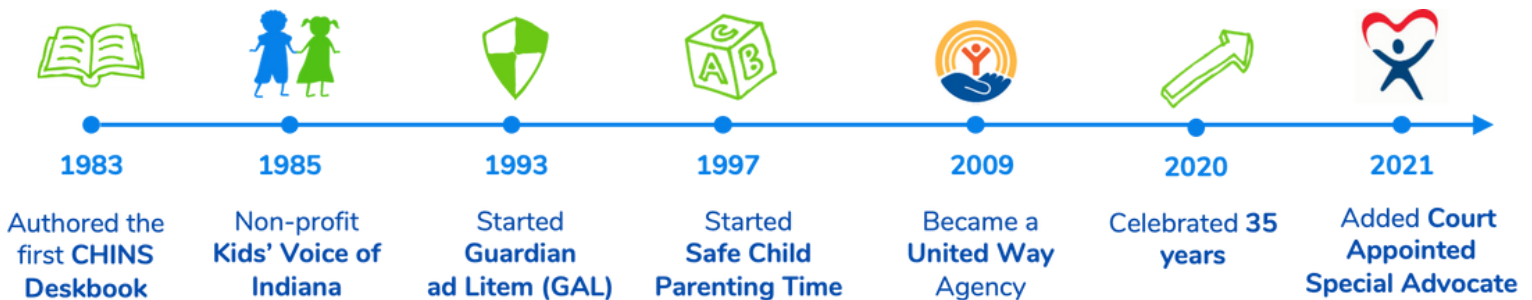 C
A B
1983
Authored the
first CHINS
Deskbook
1985
Non-profit
Kids' Voice of
Indiana
1993
Started
Guardian
ad Litem (GAL)
1997
Started
Safe Child
Parenting Time
2009
Became a
United Way
Agency
2020
Celebrated 35
years
2021
Added Court
Appointed
Special Advocate